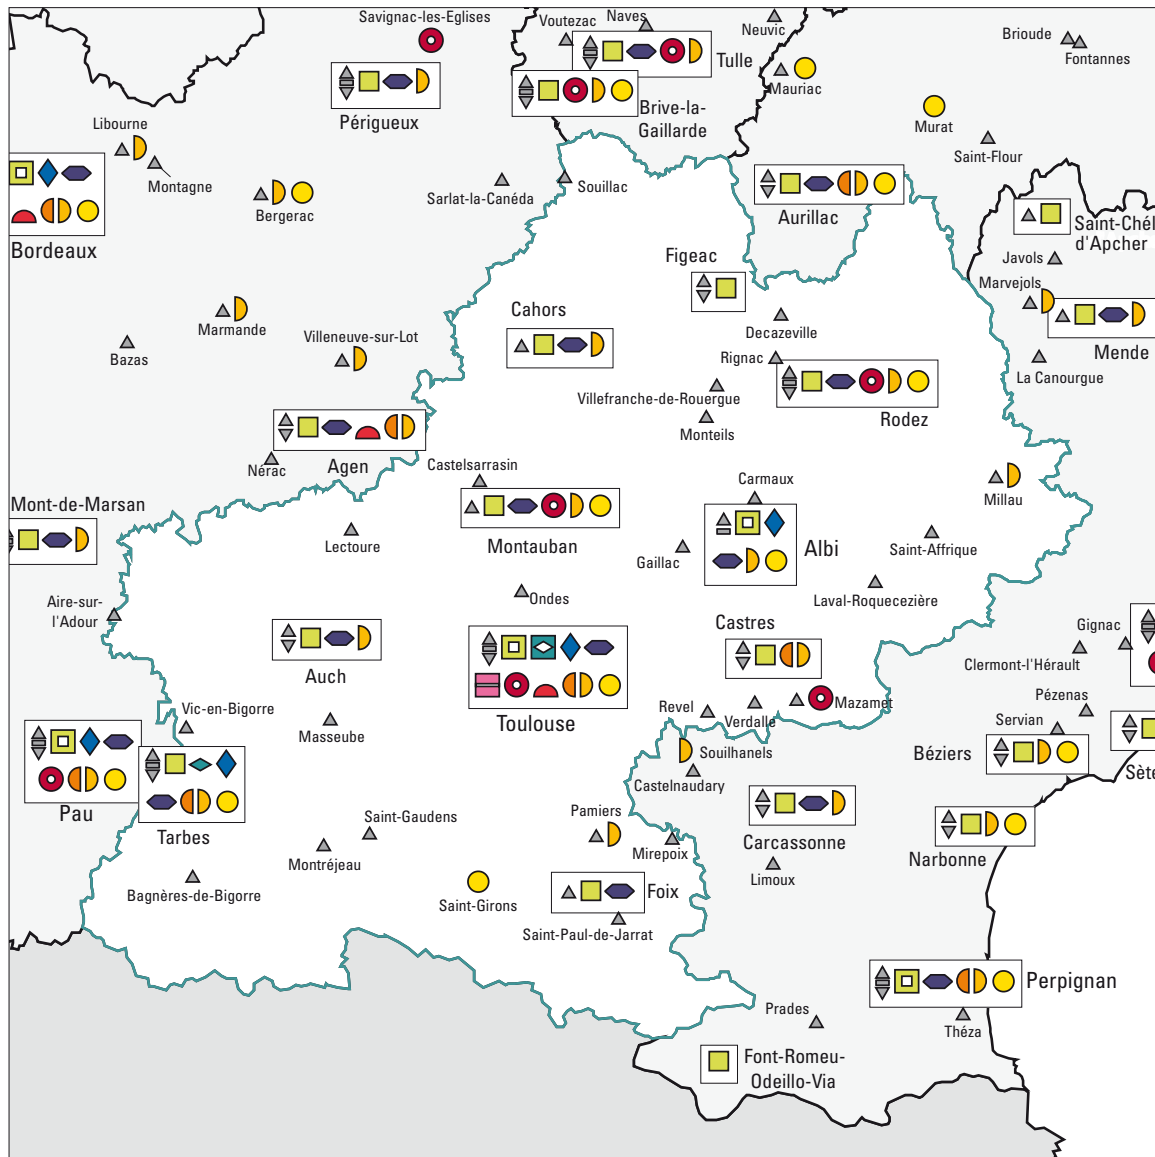 Savignac-les-Eglises
Voutezac
Naves
Neuvic
Brioude
Fontannes
Tulle
Mauriac
Périgueux
Brive-la-
Gaillarde
Murat
Libourne
Saint-Flour
Montagne
Bergerac
Sarlat-la-Canéda
Souillac
Aurillac
Saint-Chél
d'Apcher
Bordeaux
Figeac
Javols
Marvejols
Cahors
Marmande
Decazeville
Mende
Villeneuve-sur-Lot
Bazas
Rignac
La Canourgue
Villefranche-de-Rouergue
Rodez
Monteils
Agen
Nérac
Castelsarrasin
Carmaux
Millau
Mont-de-Marsan
Montauban
Albi
Lectoure
Gaillac
Saint-Affrique
Ondes
Laval-Roquecezière
Aire-sur-
l'Adour
Castres
Gignac
Clermont-l'Hérault
Auch
Pézenas
Vic-en-Bigorre
Masseube
Toulouse
Revel
Verdalle
Mazamet
Servian
Béziers
Souilhanels
Sète
Castelnaudary
Pau
Tarbes
Saint-Gaudens
Pamiers
Carcassonne
Mirepoix
Narbonne
Montréjeau
Limoux
Bagnères-de-Bigorre
Saint-Girons
Foix
Saint-Paul-de-Jarrat
Perpignan
Prades
Théza
Font-Romeu-
Odeillo-Via